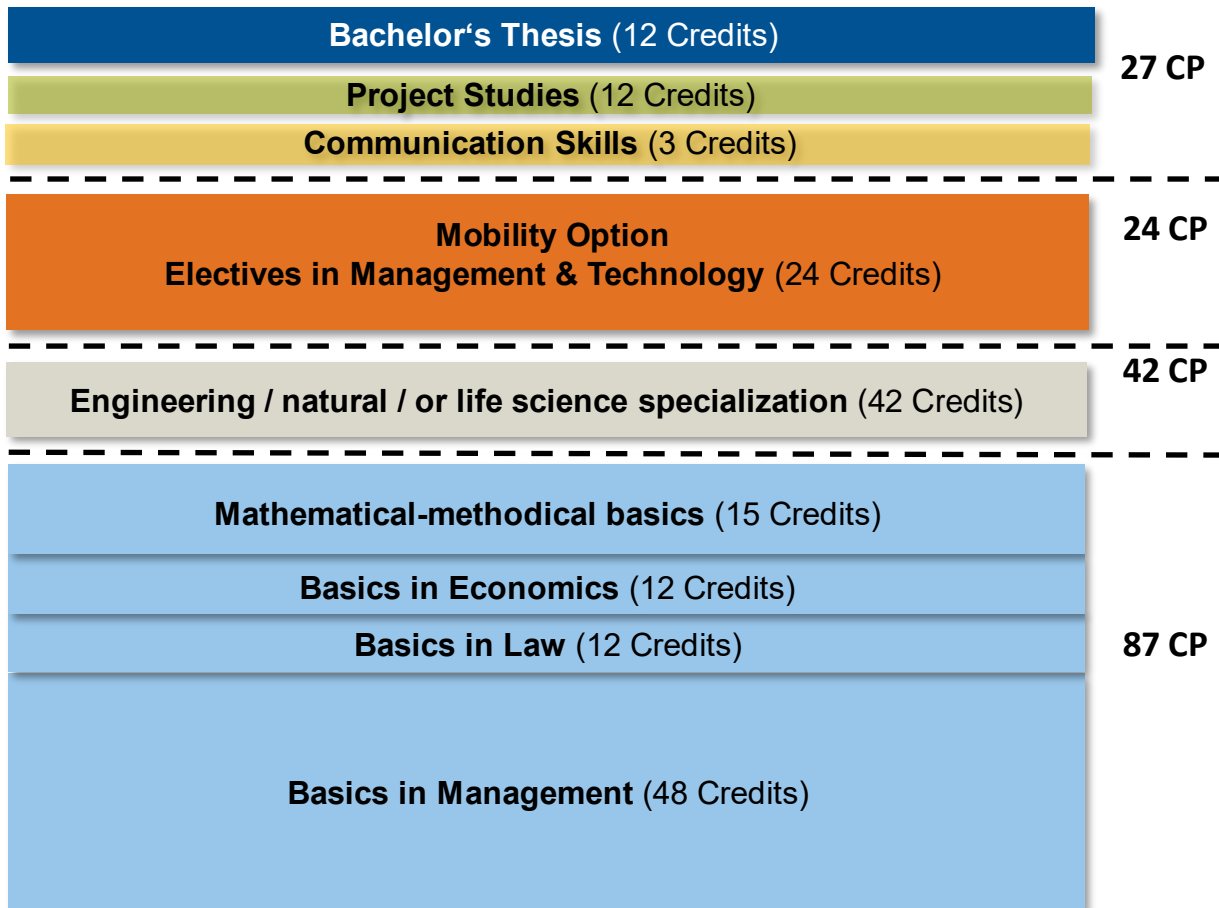 Bachelor‘s Thesis (12 Credits)
27 CP
Project Studies (12 Credits)
Communication Skills (3 Credits)
Mobility Option
Electives in Management & Technology (24 Credits)
24 CP
Engineering / natural / or life science specialization (42 Credits)
42 CP
Mathematical-methodical basics (15 Credits)
Basics in Economics (12 Credits)
Basics in Law (12 Credits)
87 CP
Basics in Management (48 Credits)